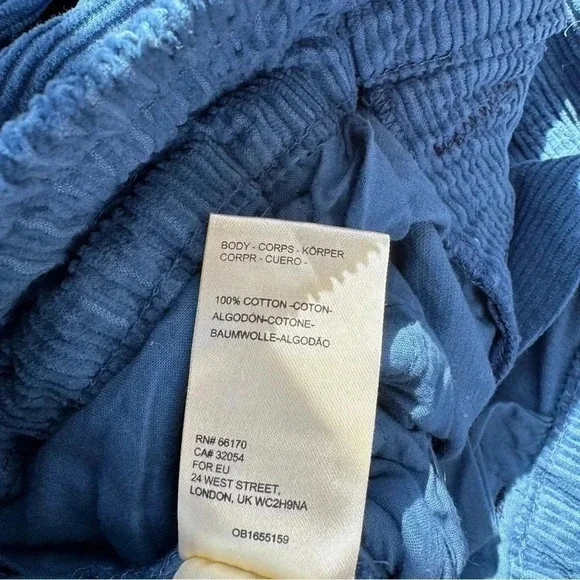 BODY - CORPS - KÖRPER
CORPR - CUERO -
100% COTTON -COTON-
ALGODÓN-COTONE-
BAUMWOLLE-ALGODÃO
RN# 66170
CA# 32054
FOR EU
24 WEST STREET,
LONDON, UK WC2H9NA
OB1655159